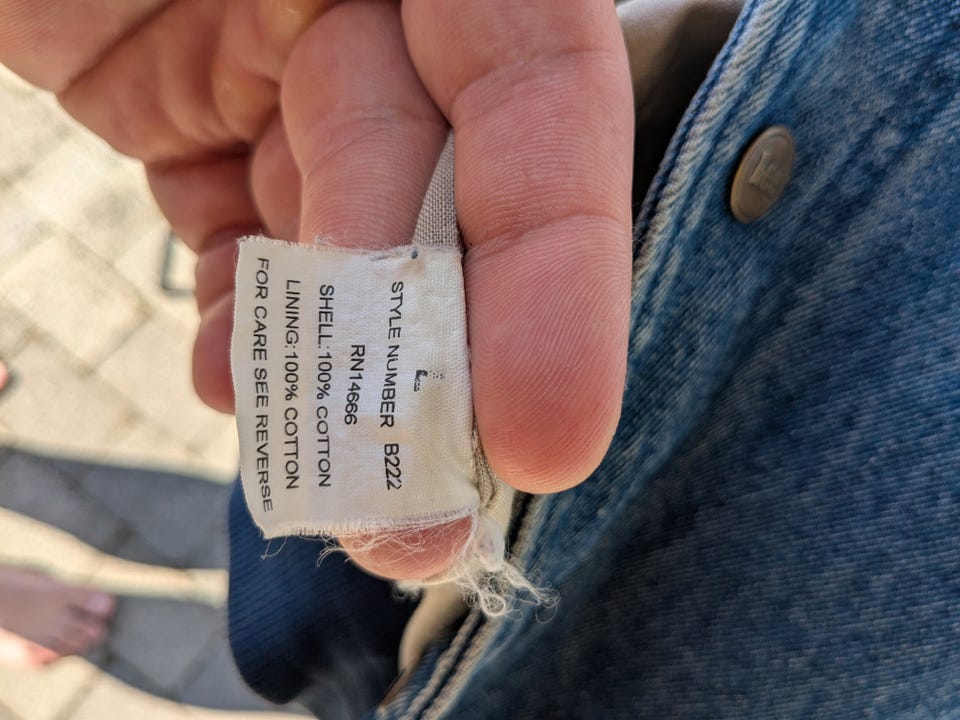 L
STYLE NUMBER B222
RN14666
SHELL:100% COTTON
LINING:100% COTTON
FOR CARE SEE REVERSE